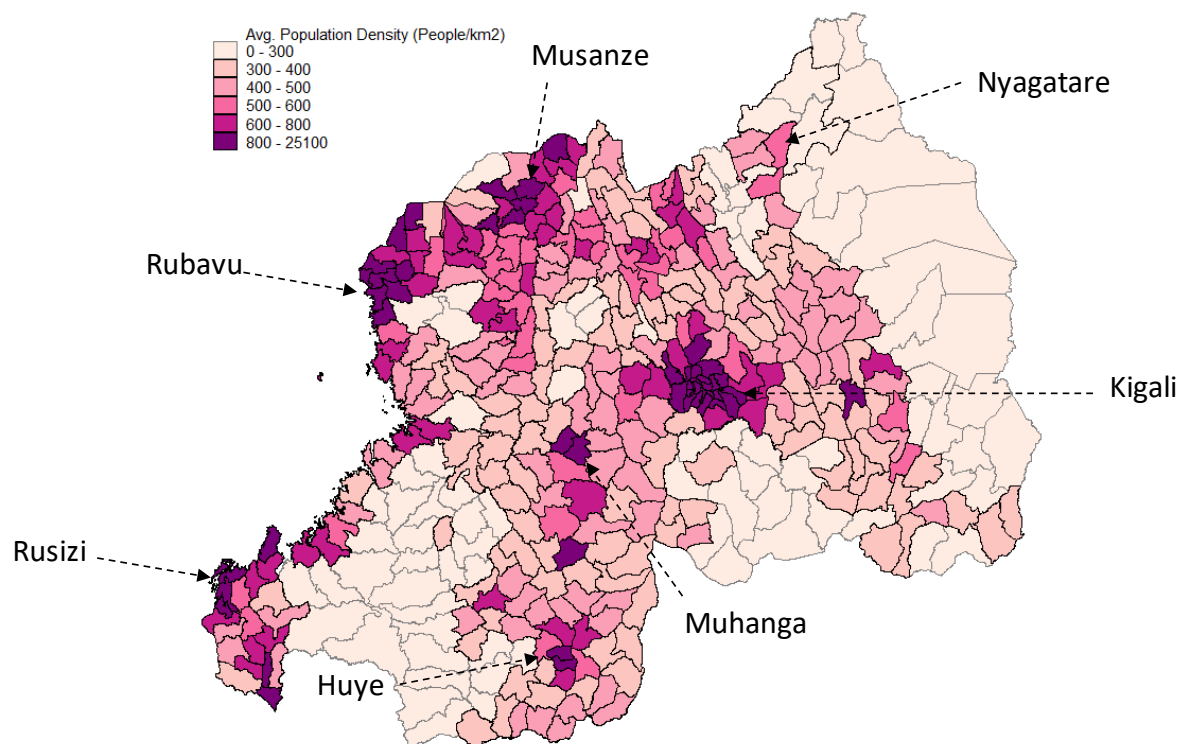 Avg. Population Density (People/km2)
0 - 300
300 - 400
400 - 500
500 - 600
600 - 800
800 - 25100
Musanze
Nyagatare
Rubavu
Kigali
Rusizi
Muhanga
Huye